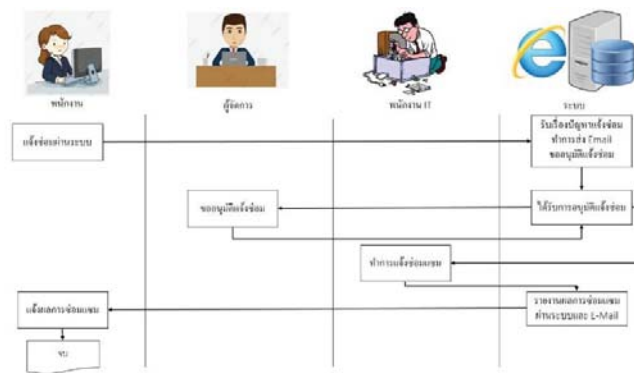 พนักงาน
ผู้จัดการ
พนักงาน IT
ระบบ
แจ้งซ่อมผ่านระบบ
รับเรื่องปัญหาแจ้งซ่อม
ทำการส่ง Email
ขออนุมัติแจ้งซ่อม
ขออนุมัติแจ้งซ่อม
ได้รับการอนุมัติแจ้งซ่อม
ทำการแจ้งซ่อมแซม
แจ้งผลการซ่อมแซม
รายงานผลการซ่อมแซม
ผ่านระบบและ E-Mail
จบ